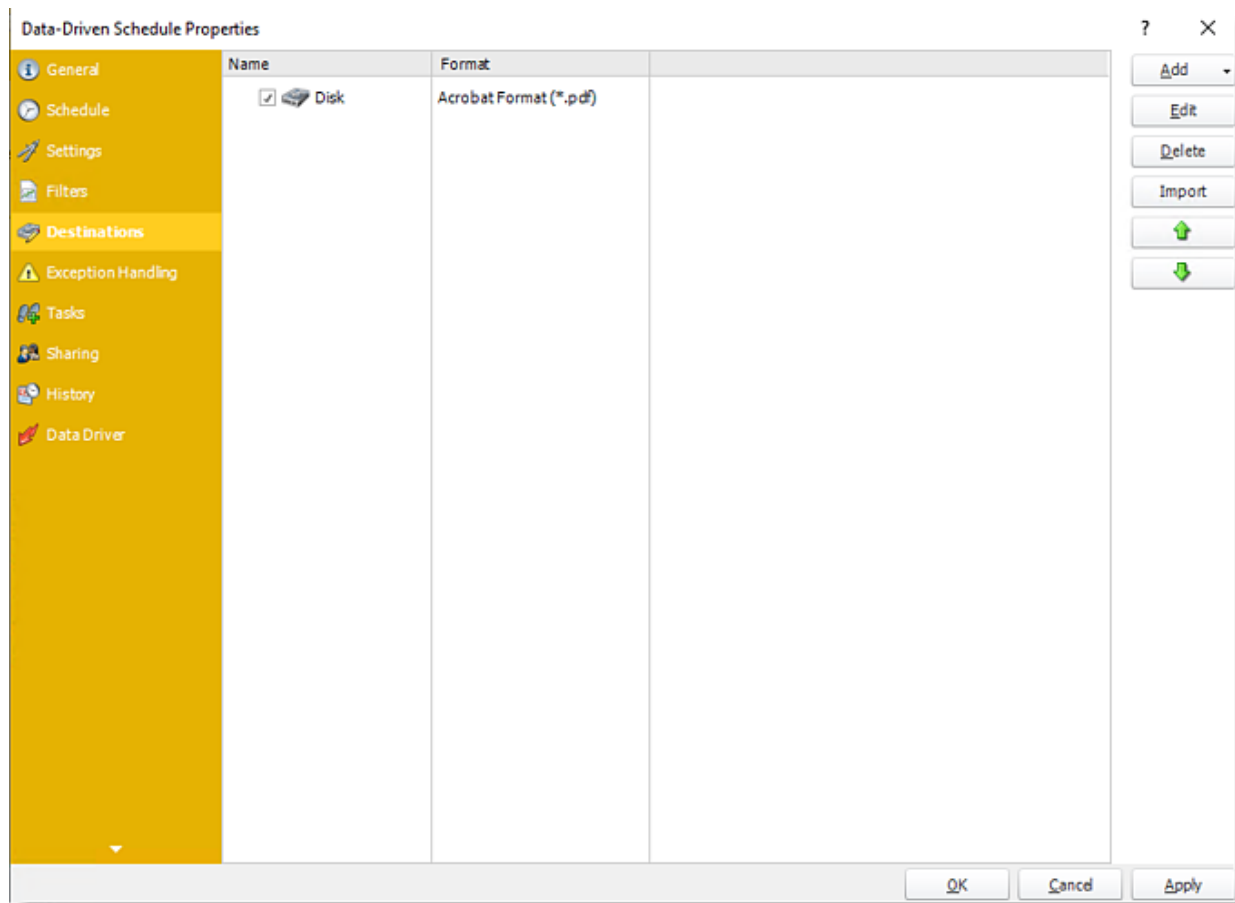 Data-Driven Schedule Properties ? ×
General
Schedule
Settings
Filters
Destinations
Exception Handling
Tasks
Sharing
History
Data Driver
Name Format
Disk Acrobat Format (*.pdf)
Add
Edit
Delete
Import
OK Cancel Apply